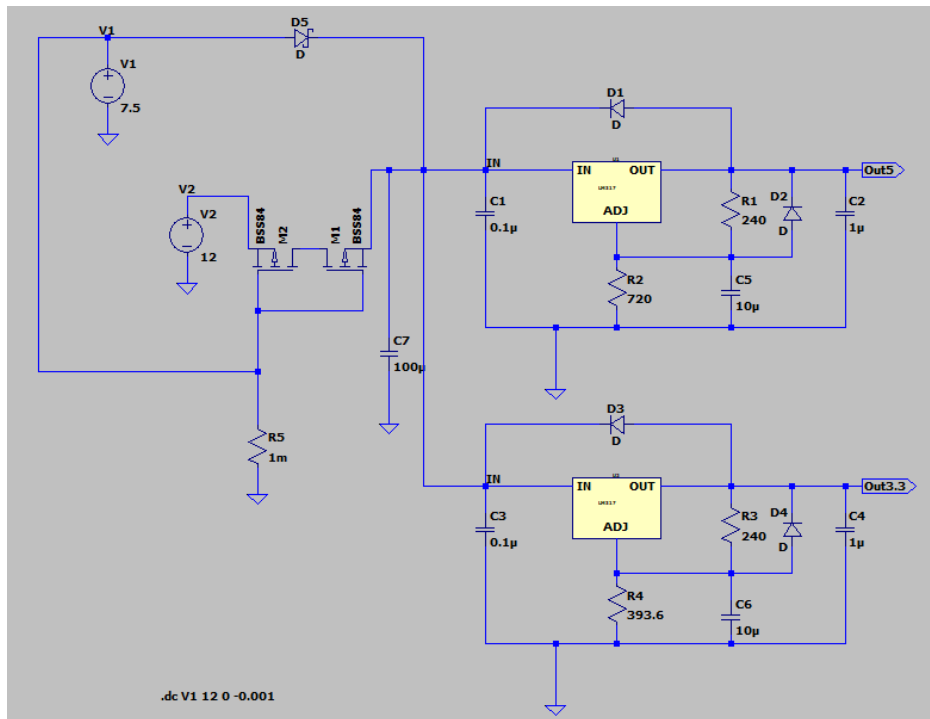 V1
D5
D
V1
7.5
V2
V2
12
BSS84
M2
BSS84
M1
C7
100µ
R5
1m
IN
D1
D
C1
0.1µ
U1
IN
OUT
LM317
ADJ
R1
240
D2
D
C2
1µ
Out5
R2
720
C5
10µ
IN
D3
D
C3
0.1µ
IN
OUT
LM317
ADJ
R3
240
D4
D
C4
1µ
Out3.3
R4
393.6
C6
10µ
.dc V1 12 0 -0.001